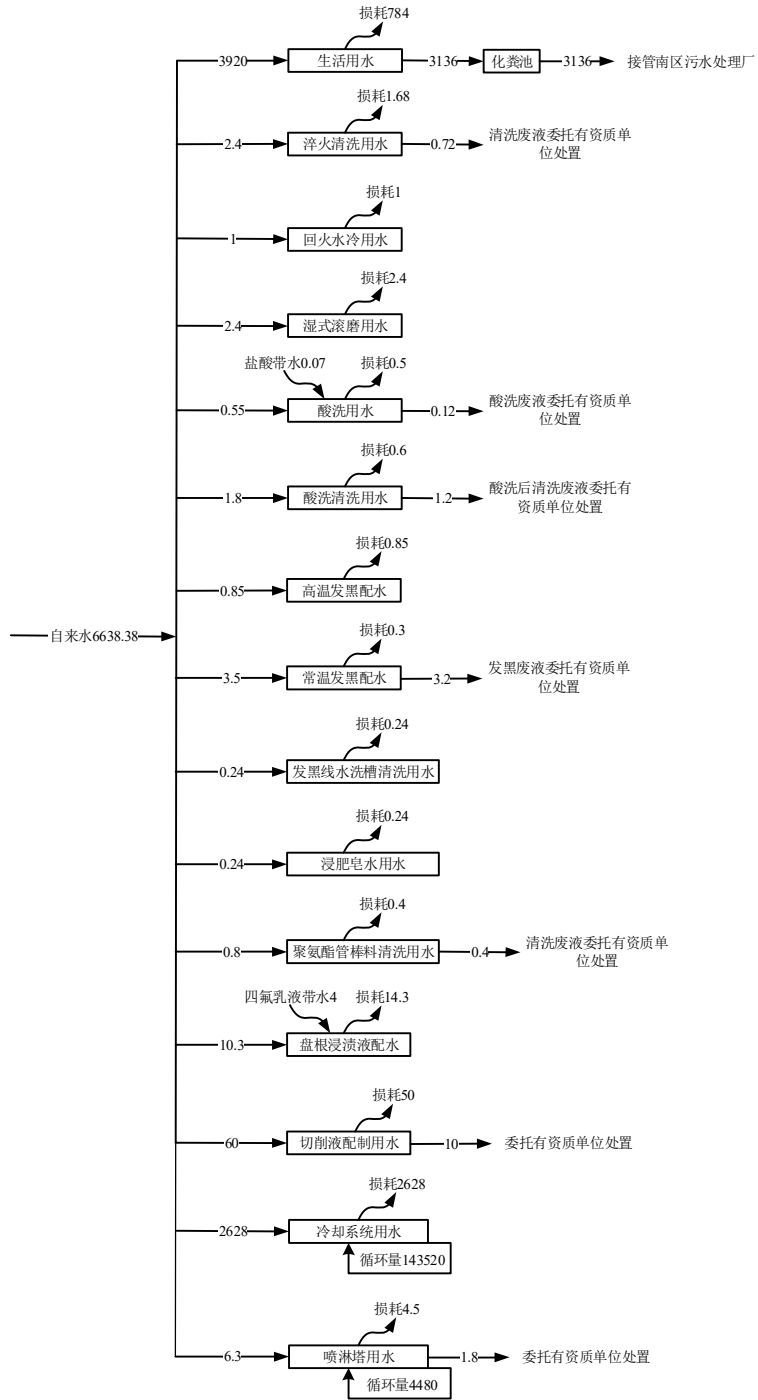 损耗784
3920
生活用水
3136
化粪池
3136
接管南区污水处理厂
损耗1.68
2.4
淬火清洗用水
0.72
清洗废液委托有资质单
位处置
损耗1
1
回火水冷用水
损耗2.4
2.4
湿式滚磨用水
盐酸带水0.07
损耗0.5
0.55
酸洗用水
0.12
酸洗废液委托有资质单
位处置
损耗0.6
1.8
酸洗清洗用水
1.2
酸洗后清洗废液委托有
资质单位处置
损耗0.85
0.85
高温发黑配水
自来水6638.38
损耗0.3
3.5
常温发黑配水
3.2
发黑废液委托有资质单
位处置
损耗0.24
0.24
发黑线水洗槽清洗用水
损耗0.24
0.24
浸肥皂水用水
损耗0.4
0.8
聚氨酯管棒料清洗用水
0.4
清洗废液委托有资质单
位处置
四氟乳液带水4
损耗14.3
10.3
盘根浸渍液配水
损耗50
60
切削液配制用水
10
委托有资质单位处置
损耗2628
2628
冷却系统用水
循环量143520
损耗4.5
6.3
喷淋塔用水
1.8
委托有资质单位处置
循环量4480